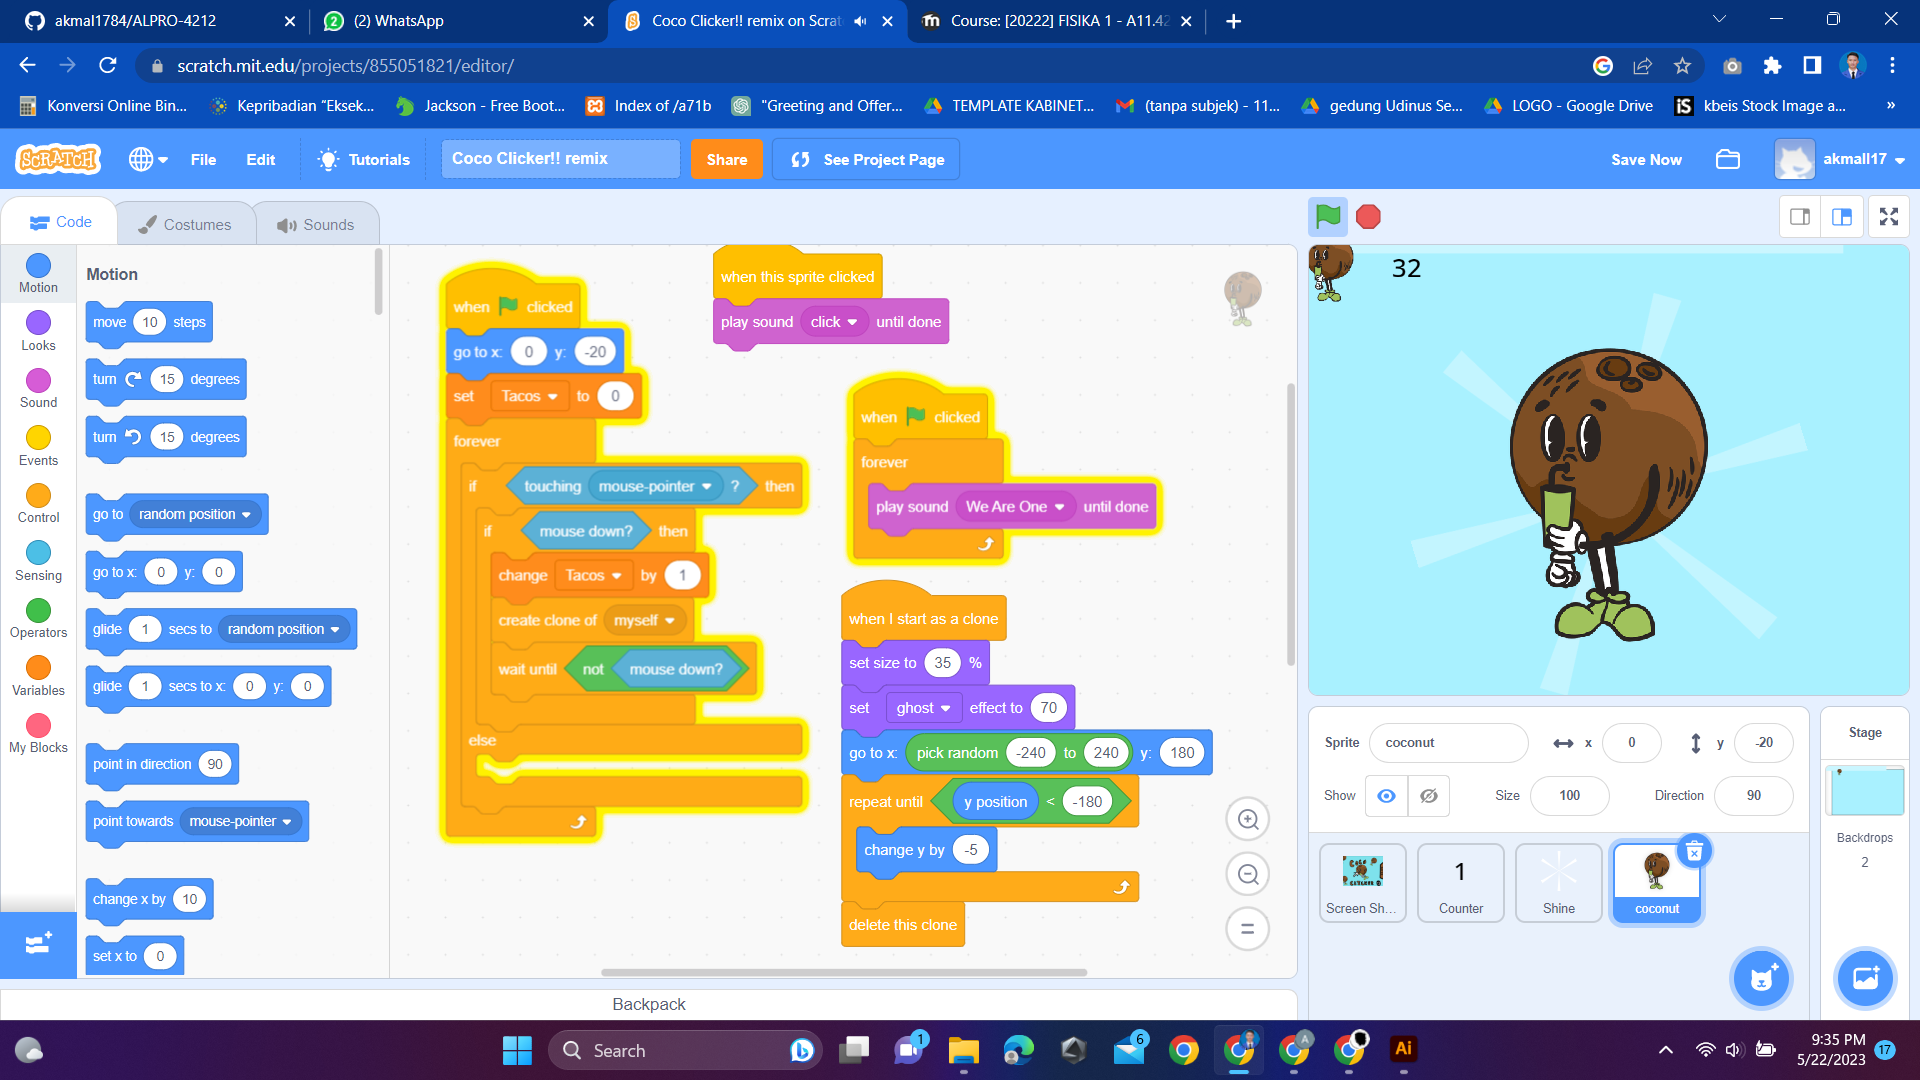 akmal1784/ALPRO-4212
(2) WhatsApp
Coco Clicker!! remix on Scrat
Course: [20222] FISIKA 1 - A11.42
scratch.mit.edu/projects/855051821/editor/
Konversi Online Bin...
Kepribadian "Eksek...
Jackson - Free Boot...
Index of /a71b
"Greeting and Offer...
TEMPLATE KABINET...
(tanpa subjek) - 11...
gedung Udinus Se...
LOGO - Google Drive
iS
kbeis Stock Image a...
»
SCRATCH
File
Edit
Tutorials
Coco Clicker!! remix
Share
See Project Page
Save Now
akmall17
Code
Costumes
Sounds
Motion
Looks
Sound
Events
Control
Sensing
Operators
Variables
My Blocks
Motion
move 10 steps
turn 15 degrees
turn 15 degrees
go to random position
go to x: 0 y: 0
glide 1 secs to random position
glide 1 secs to x: 0 y: 0
point in direction 90
point towards mouse-pointer
change x by 10
set x to 0
when clicked
go to x: 0 y: -20
set Tacos to 0
forever
if touching mouse-pointer ? then
if mouse down? then
change Tacos by 1
create clone of myself
wait until not mouse down?
else
when this sprite clicked
play sound click until done
when clicked
forever
play sound We Are One until done
when I start as a clone
set size to 35 %
set ghost effect to 70
go to x: pick random -240 to 240 y: 180
repeat until y position < -180
change y by -5
delete this clone
Backpack
32
Sprite coconut x 0 y -20
Show Size 100 Direction 90
Screen Sh...
1
Counter
Shine
coconut
Stage
Backdrops
2
Search
1
6
A
Ai
9:35 PM
5/22/2023
17